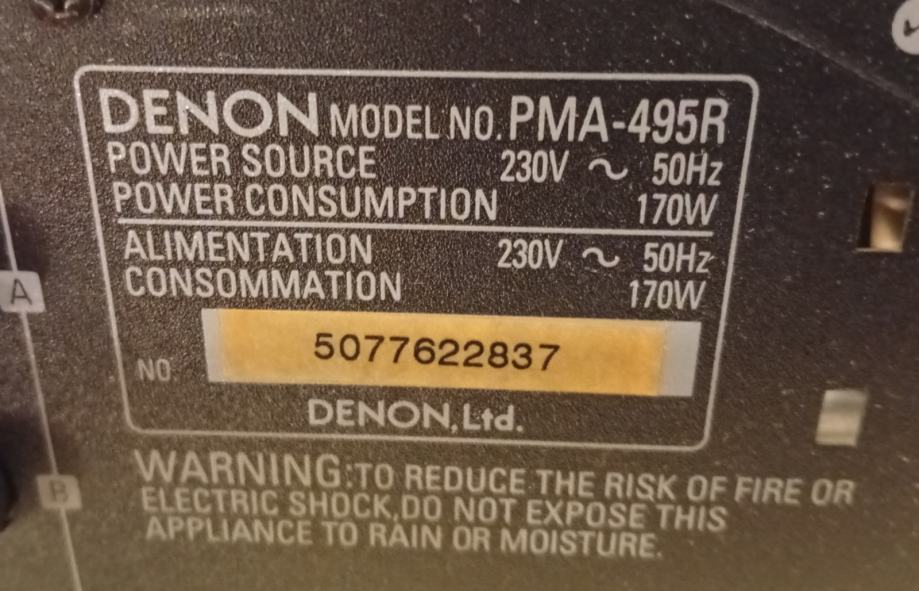 DENON MODEL NO. PMA-495R
POWER SOURCE 230V ~ 50Hz
POWER CONSUMPTION 170W
ALIMENTATION 230V ~ 50Hz
CONSOMMATION 170W
NO. 5077622837
DENON, Ltd.
A
B
WARNING: TO REDUCE THE RISK OF FIRE OR
ELECTRIC SHOCK, DO NOT EXPOSE THIS
APPLIANCE TO RAIN OR MOISTURE.